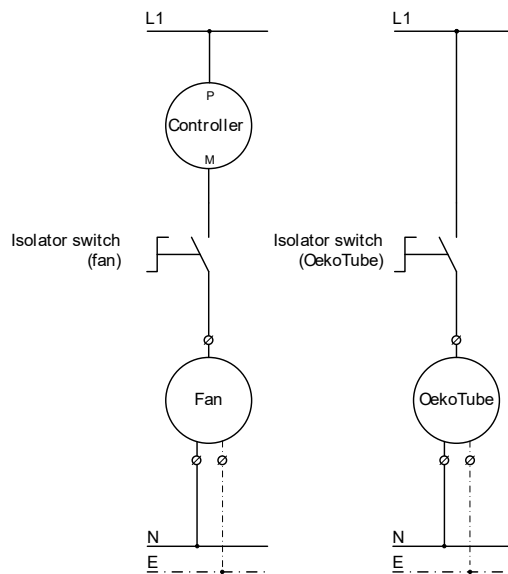 L1
P
Controller
M
Isolator switch
(fan)
Fan
N
E
L1
Isolator switch
(OekoTube)
OekoTube
N
E